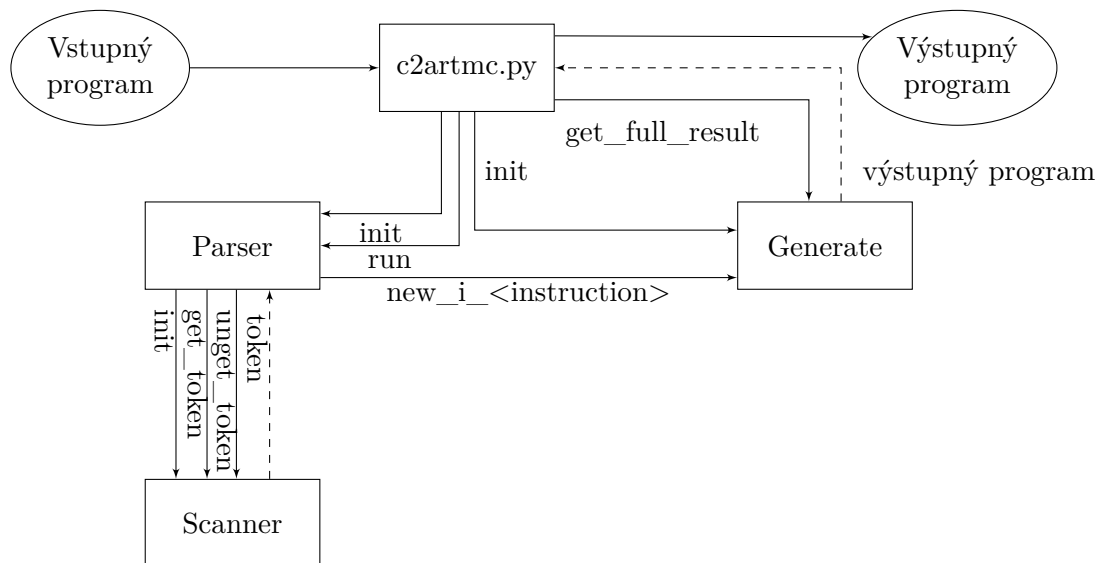 Vstupný
program
c2artmc.py
Výstupný
program
get_full_result
init
výstupný program
Parser
init
run
Generate
new_i_<instruction>
init
get_token
unget_token
token
Scanner